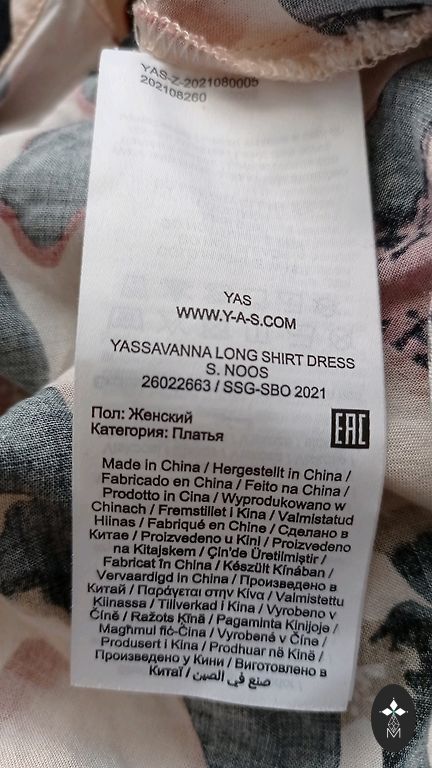 YAS-Z-2021080005
202108260
YAS
WWW.Y-A-S.COM
YASSAVANNA LONG SHIRT DRESS
S. NOOS
26022663 / SSG-SBO 2021
Пол: Женский
Категория: Платья
EAC
Made in China / Hergestellt in China /
Fabricado en China / Feito na China /
Prodotto in Cina / Wyprodukowano w
Chinach / Fremstillet i Kina / Valmistatud
Hiinas / Fabriqué en Chine / Сделано в
Китае / Proizvedeno u Kini / Proizvedeno
na Kitajskem / Çin'de Üretilmiştir /
Fabricat în China / Készült Kínában /
Vervaardigd in China / Произведено в
Китай / Παράγεται στην Κίνα / Valmistettu
Kiinassa / Tillverkad i Kina / Vyrobeno v
Číně / Ražots Ķīnā / Pagaminta Kinijoje /
Magħmul fiċ-Ċina / Vyrobené v Číne /
Produsert i Kina / Prodhuar në Kinë /
Произведено у Кини / Виготовлено в
Китаї / صنع في الصين
M